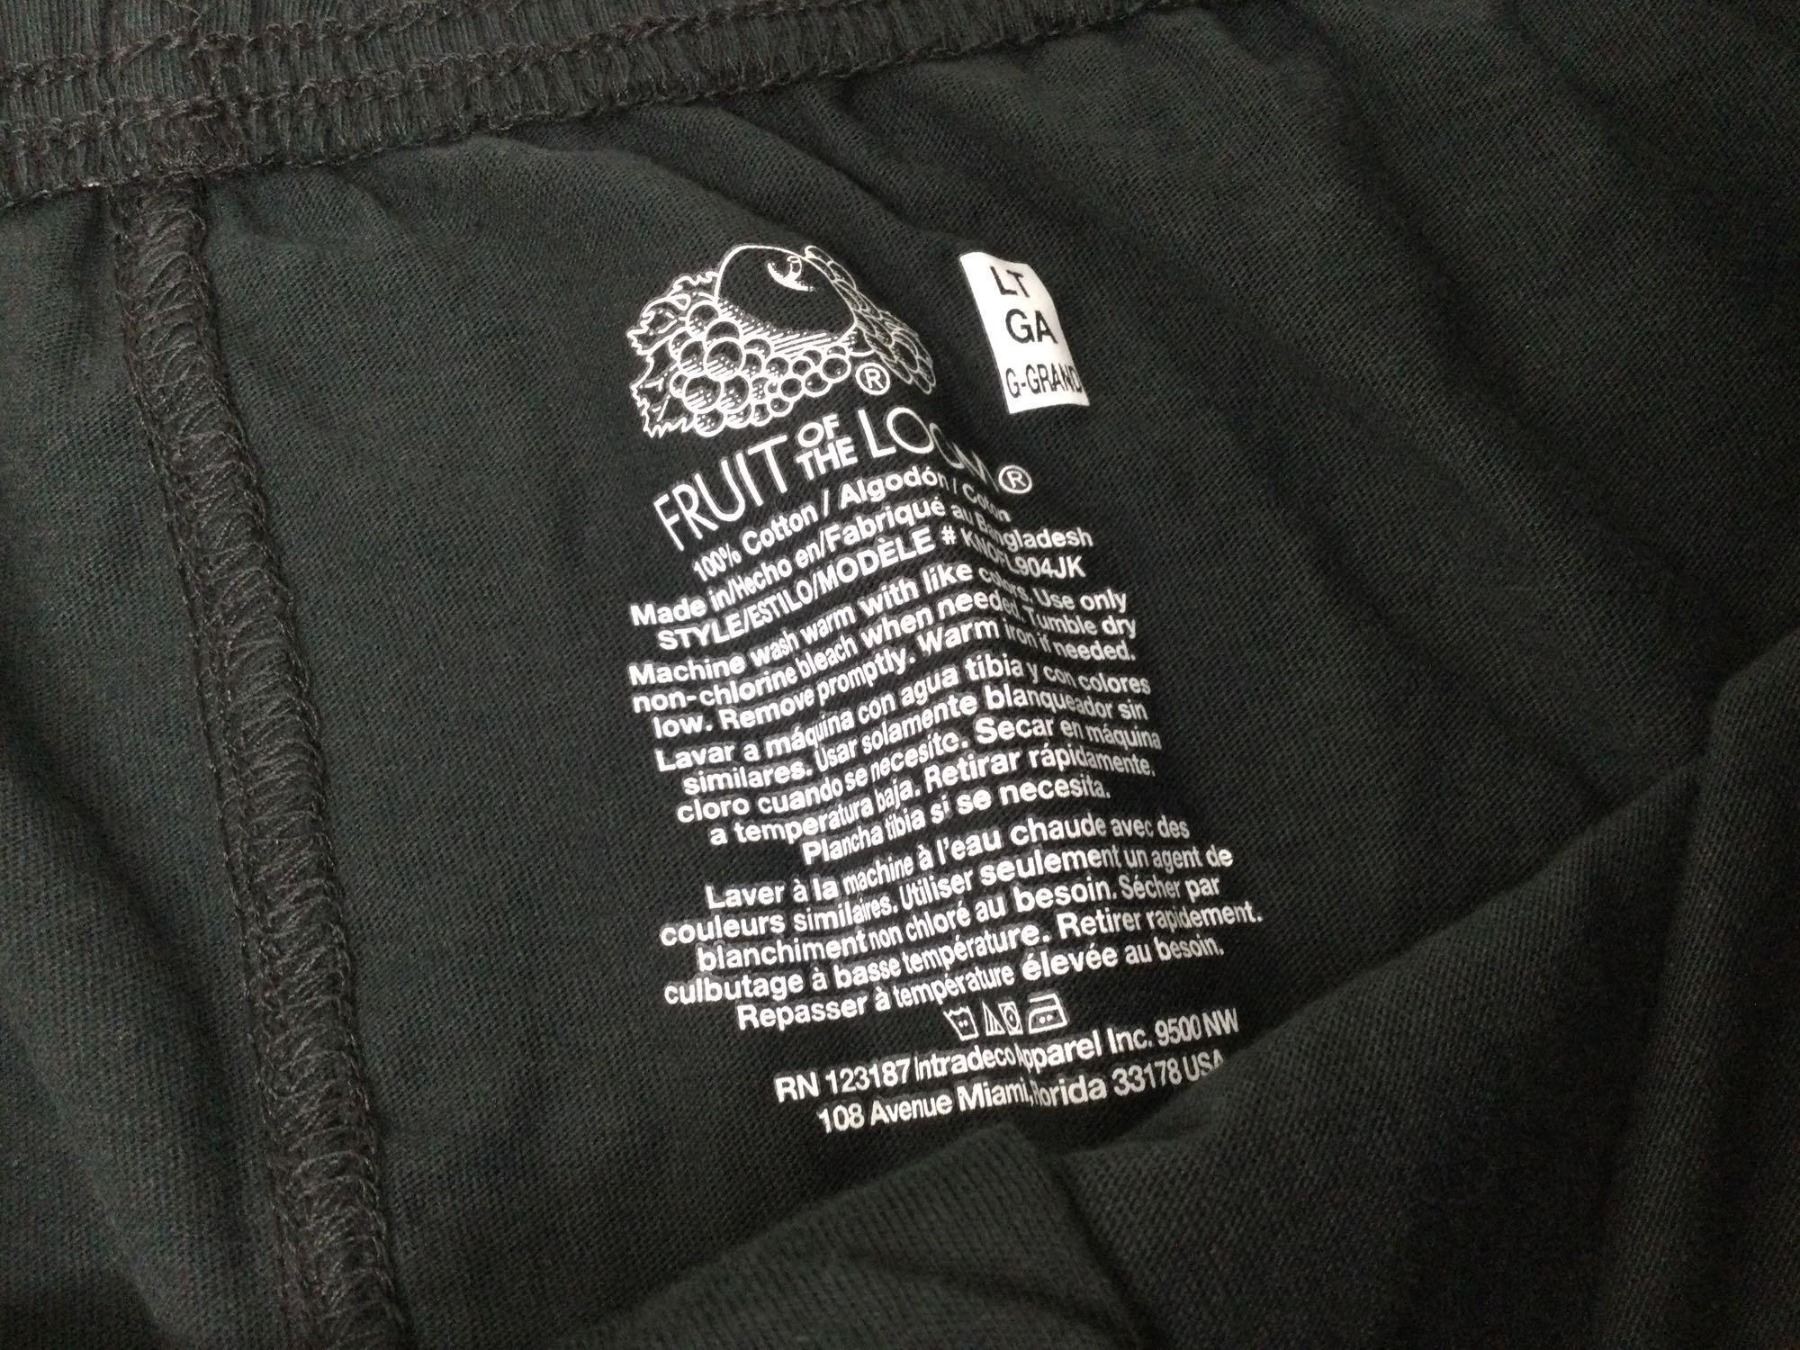 LT
GA
G-GRAND
®
FRUIT OF THE LOOM ®
100% Cotton / Algodón / Coton
Made in/Hecho en/Fabriqué au Bangladesh
STYLE/ESTILO/MODÈLE # KNOFL904JK
Machine wash warm with like colors. Use only
non-chlorine bleach when needed. Tumble dry
low. Remove promptly. Warm iron if needed.
Lavar a máquina con agua tíbia y con colores
similares. Usar solamente blanqueador sin
cloro cuando se necesite. Secar en máquina
a temperatura baja. Retirar rápidamente.
Plancha tibia si se necesita.
Laver à la machine à l'eau chaude avec des
couleurs similaires. Utiliser seulement un agent de
blanchiment non chloré au besoin. Sécher par
culbutage à basse température. Retirer rapidement.
Repasser à température élevée au besoin.
RN 123187 Intradeco Apparel Inc. 9500 NW
108 Avenue Miami, Florida 33178 USA